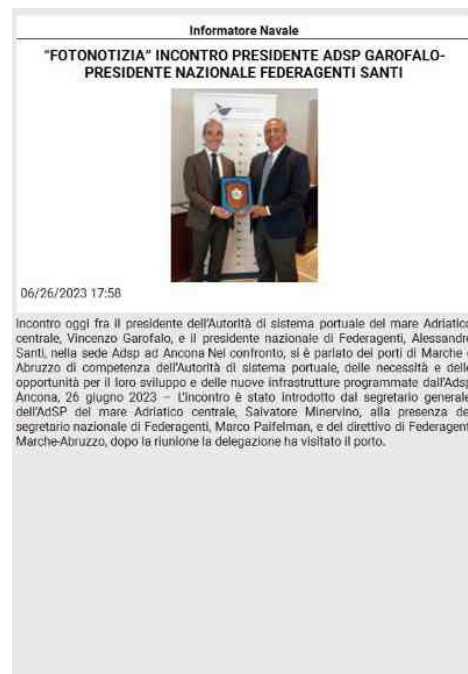 Informatore Navale
“FOTONOTIZIA” INCONTRO PRESIDENTE ADSP GAROFALO-
PRESIDENTE NAZIONALE FEDERAGENTI SANTI
06/26/2023 17:58
Incontro oggi fra il presidente dell'Autorità di sistema portuale del mare Adriatico
centrale, Vincenzo Garofalo, e il presidente nazionale di Federagenti, Alessandro
Santi, nella sede Adsp ad Ancona Nel confronto, si è parlato dei porti di Marche e
Abruzzo di competenza dell'Autorità di sistema portuale, delle necessità e delle
opportunità per il loro sviluppo e delle nuove infrastrutture programmate dall'Adsp
Ancona, 26 giugno 2023 – L'incontro è stato introdotto dal segretario generale
dell'AdSP del mare Adriatico centrale, Salvatore Minervino, alla presenza del
segretario nazionale di Federagenti, Marco Paifelman, e del direttivo di Federagent
Marche-Abruzzo, dopo la riunione la delegazione ha visitato il porto.